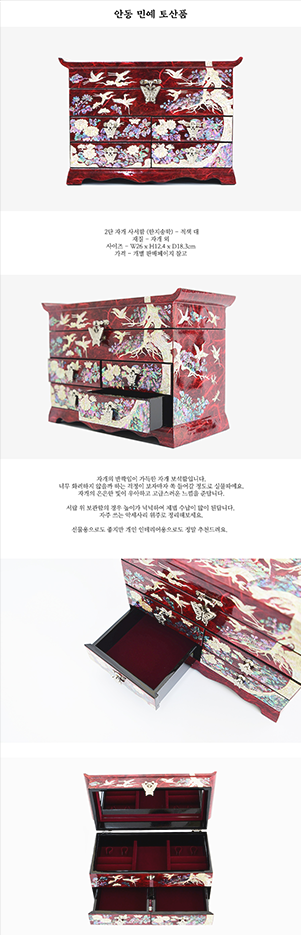 안동 민예 토산품
2단 자개 사서함 (한지송학) - 적색 대
재질 - 자개 외
사이즈 - W26 x H12.4 x D18.3cm
가격 - 개별 판매페이지 참고
자개의 반짝임이 가득한 자개 보석함입니다.
너무 화려하지 않을까 하는 걱정이 보자마자 쏙 들어갈 정도로 실물파예요.
자개의 은은한 빛이 우아하고 고급스러운 느낌을 준답니다.
서랍 위 보관함의 경우 높이가 넉넉하여 제법 수납이 많이 된답니다.
자주 쓰는 악세사리 위주로 정리해보세요.
선물용으로도 좋지만 개인 인테리어용으로도 정말 추천드려요.